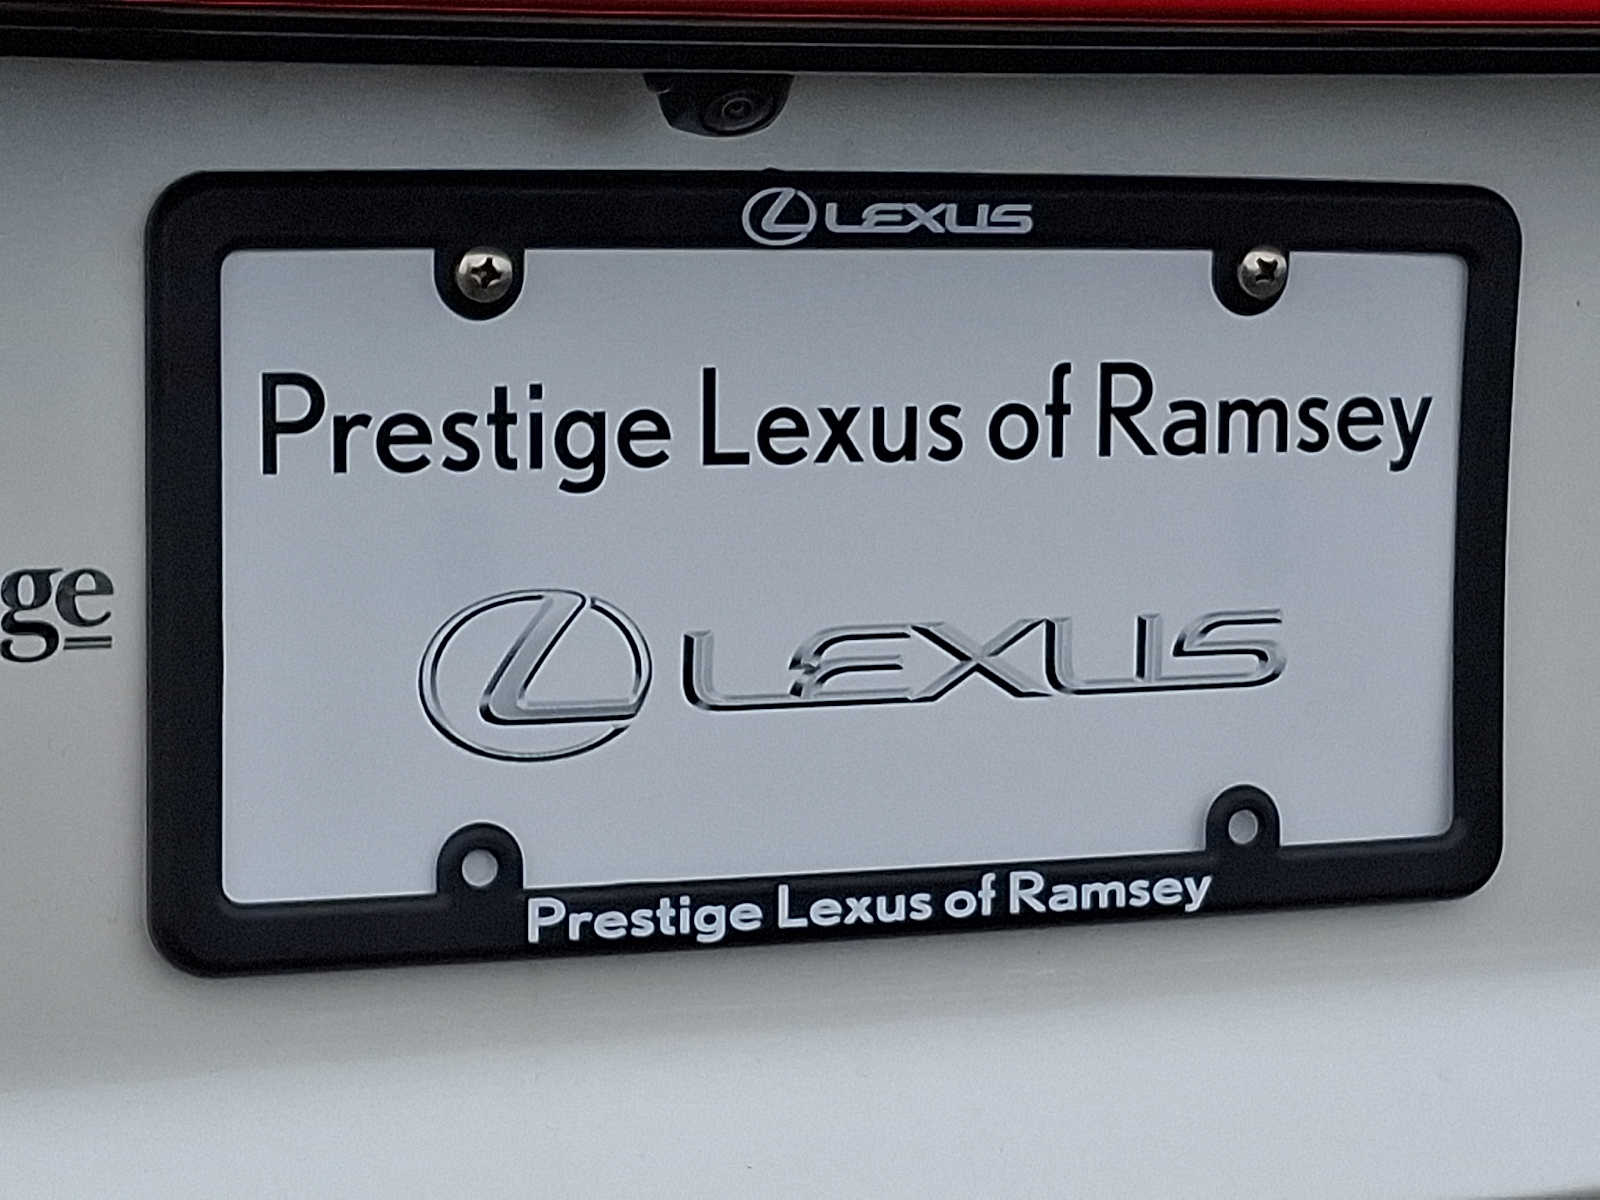 LEXUS
Prestige Lexus of Ramsey
ge
LEXUS
Prestige Lexus of Ramsey